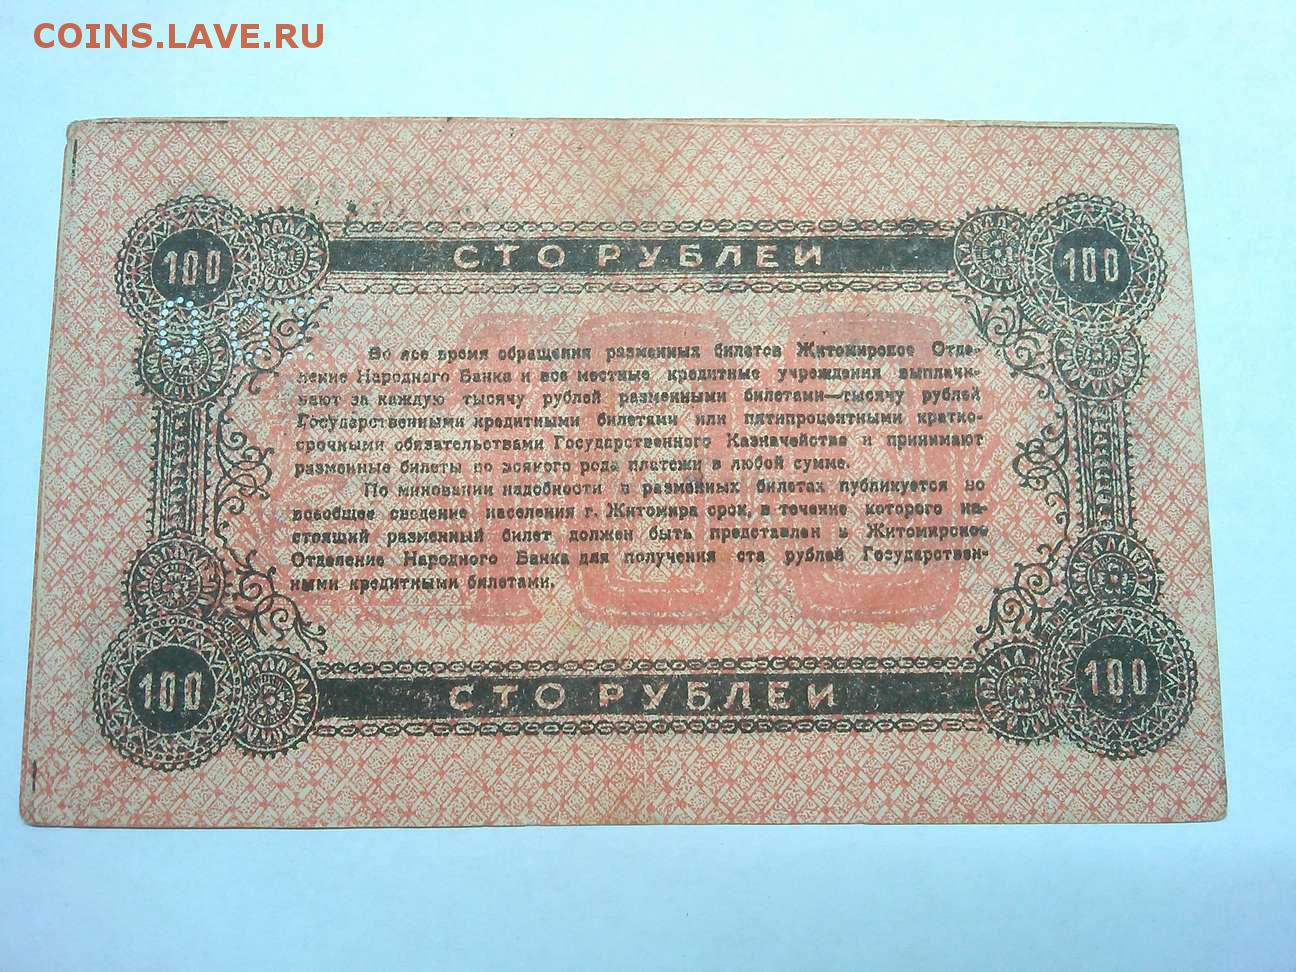 COINS.LAVE.RU
100 СТО РУБЛЕЙ 100
Во все время обращения разменных билетов Житомирское Отде-
ление Народного Банка и все местные кредитные учреждения выплачи-
вают за каждую тысячу рублей разменными билетами—тысячу рублей
Государственными кредитными билетами или пятипроцентными кратко-
срочными обязательствами Государственного Казначейства и принимают
разменные билеты по всякого рода платежи в любой сумме.
По миновании надобности в разменных билетах публикуется во
всеобщее сведение населения г. Житомира срок, в течение которого на-
стоящий разменный билет должен быть представлен в Житомирское
Отделение Народного Банка для получения ста рублей Государствен-
ными кредитными билетами.
100 СТО РУБЛЕЙ 100